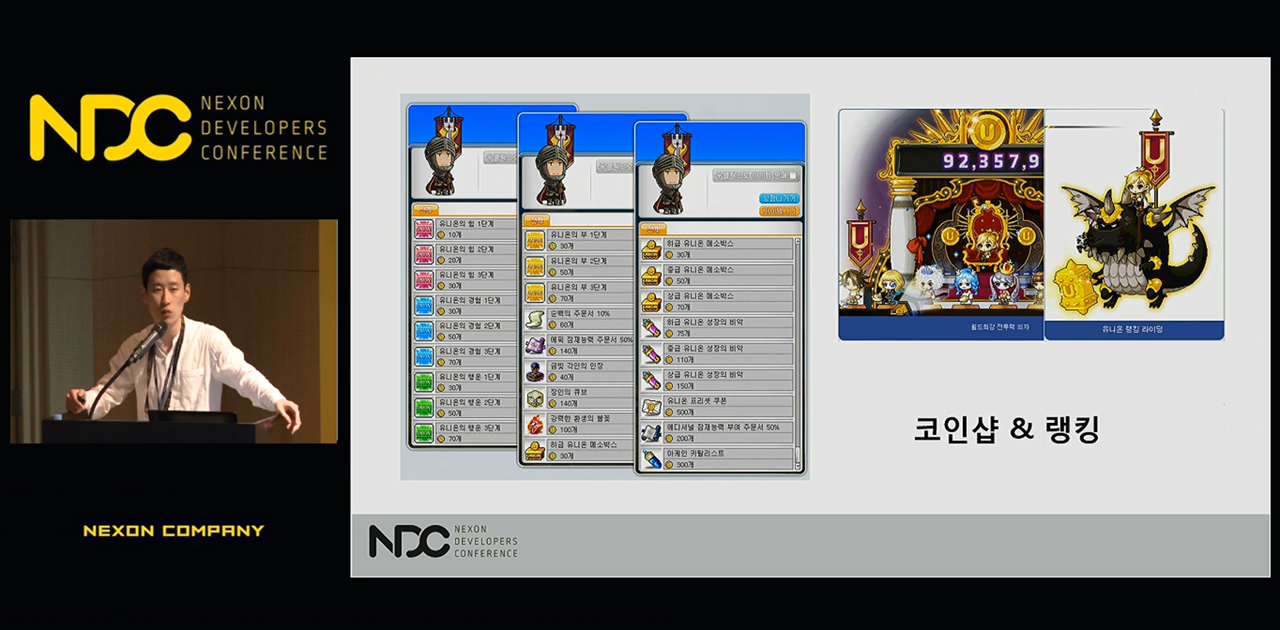 NDC
NEXON
DEVELOPERS
CONFERENCE
NEXON COMPANY
유니온의 힘 1단계
10개
유니온의 힘 2단계
20개
유니온의 힘 3단계
30개
유니온의 경험 1단계
30개
유니온의 경험 2단계
50개
유니온의 경험 3단계
70개
유니온의 행운 1단계
30개
유니온의 행운 2단계
50개
유니온의 행운 3단계
70개
유니온의 부 1단계
30개
유니온의 부 2단계
50개
유니온의 부 3단계
70개
순백의 주문서 10%
60개
에픽 잠재능력 주문서 50%
140개
금빛 각인의 인장
40개
장인의 큐브
140개
강력한 환생의 불꽃
100개
하급 유니온 메소박스
30개
상점나가기
하급 유니온 메소박스
30개
중급 유니온 메소박스
50개
상급 유니온 메소박스
70개
하급 유니온 성장의 비약
75개
중급 유니온 성장의 비약
110개
상급 유니온 성장의 비약
150개
유니온 프리셋 쿠폰
500개
에디셔널 잠재능력 부여 주문서 50%
200개
아케인 카탈리스트
300개
U
92,357,9
U
월드최강 전투력 의자
U
유니온 랭킹 라이딩
코인샵 & 랭킹
NDC
NEXON
DEVELOPERS
CONFERENCE